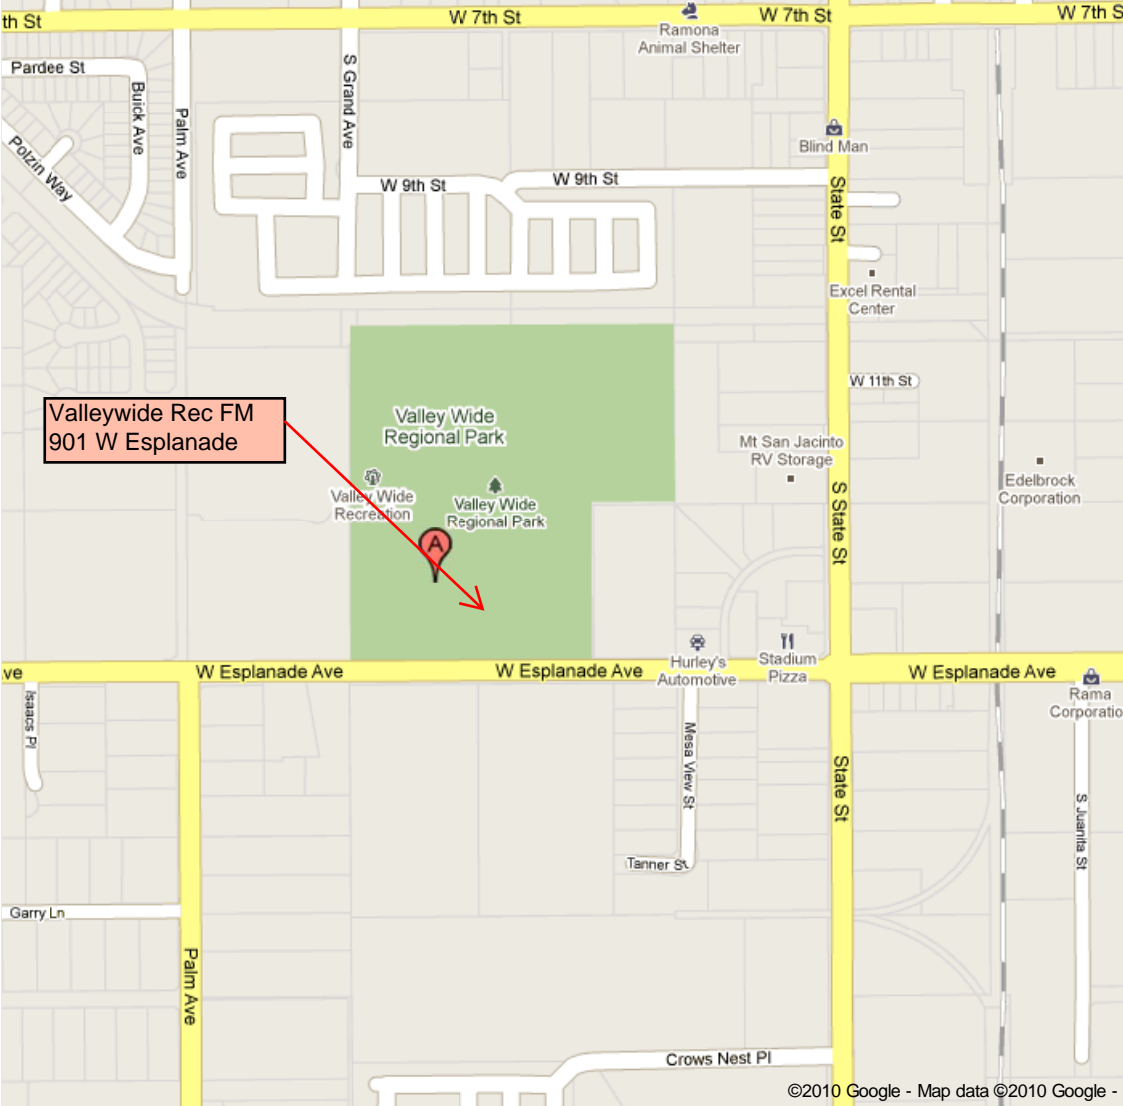 th St
W 7th St
W 7th St
W 7th S
Ramona
Animal Shelter
Pardee St
Buick Ave
Palm Ave
S Grand Ave
Polzin Way
Blind Man
W 9th St
W 9th St
State St
Excel Rental
Center
W 11th St
Valleywide Rec FM
901 W Esplanade
Valley Wide
Regional Park
Mt San Jacinto
RV Storage
Edelbrock
Corporation
Valley Wide
Recreation
Valley Wide
Regional Park
S State St
A
Hurley's
Automotive
Stadium
Pizza
ve
W Esplanade Ave
W Esplanade Ave
W Esplanade Ave
Rama
Corporatio
Isaacs Pl
Mesa View St
State St
S Juanita St
Tanner St
Garry Ln
Palm Ave
Crows Nest Pl
©2010 Google - Map data ©2010 Google -